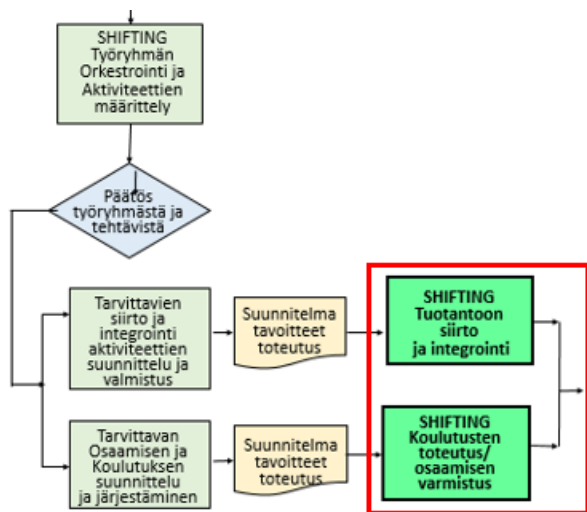 SHIFTING
Työryhmän
Orkestrointi ja
Aktiviteettien
määrittely
Päätös
työryhmästä ja
tehtävistä
Tarvittavien
siirto ja
integrointi
aktiviteettien
suunnittelu ja
valmistus
Suunnitelma
tavoitteet
toteutus
SHIFTING
Tuotantoon
siirto
ja integrointi
Tarvittavan
Osaamisen ja
Koulutuksen
suunnittelu
ja järjestäminen
Suunnitelma
tavoitteet
toteutus
SHIFTING
Koulutusten
toteutus/
osaamisen
varmistus